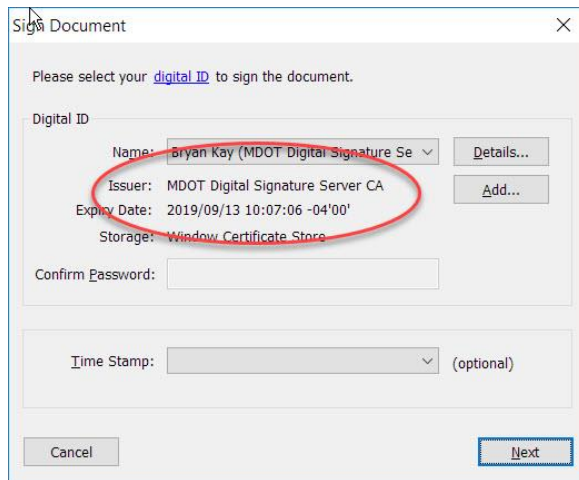 Sign Document
Please select your digital ID to sign the document.
Digital ID
Name: Bryan Kay (MDOT Digital Signature Se
Details...
Issuer: MDOT Digital Signature Server CA
Add...
Expiry Date: 2019/09/13 10:07:06 -04'00'
Storage: Window Certificate Store
Confirm Password:
Time Stamp: (optional)
Cancel Next